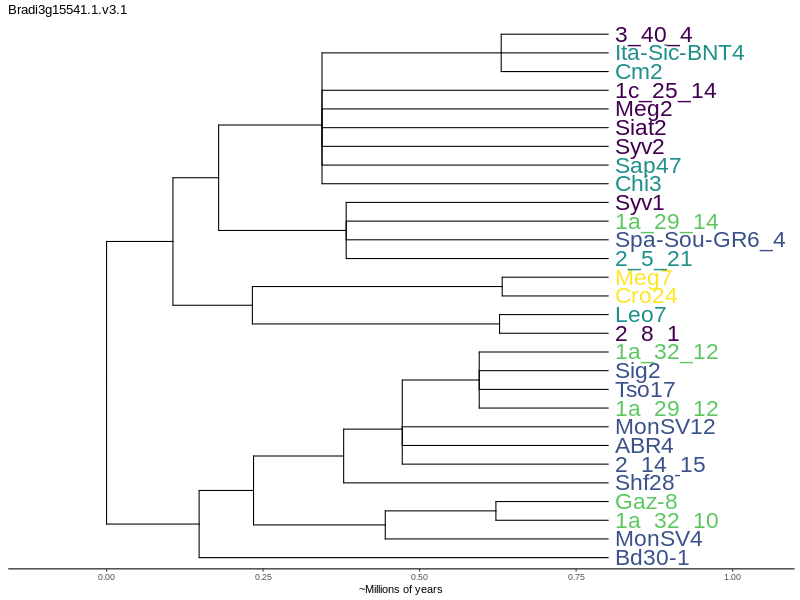 Bradi3g15541.1.v3.1
3_40_4
Ita-Sic-BNT4
Cm2
1c_25_14
Meg2
Siat2
Syv2
Sap47
Chi3
Syv1
1a_29_14
Spa-Sou-GR6_4
2_5_21
Meg7
Cro24
Leo7
2_8_1
1a_32_12
Sig2
Tso17
1a_29_12
MonSV12
ABR4
2_14_15
Shf28
Gaz-8
1a_32_10
MonSV4
Bd30-1
0.00 0.25 0.50 0.75 1.00
~Millions of years